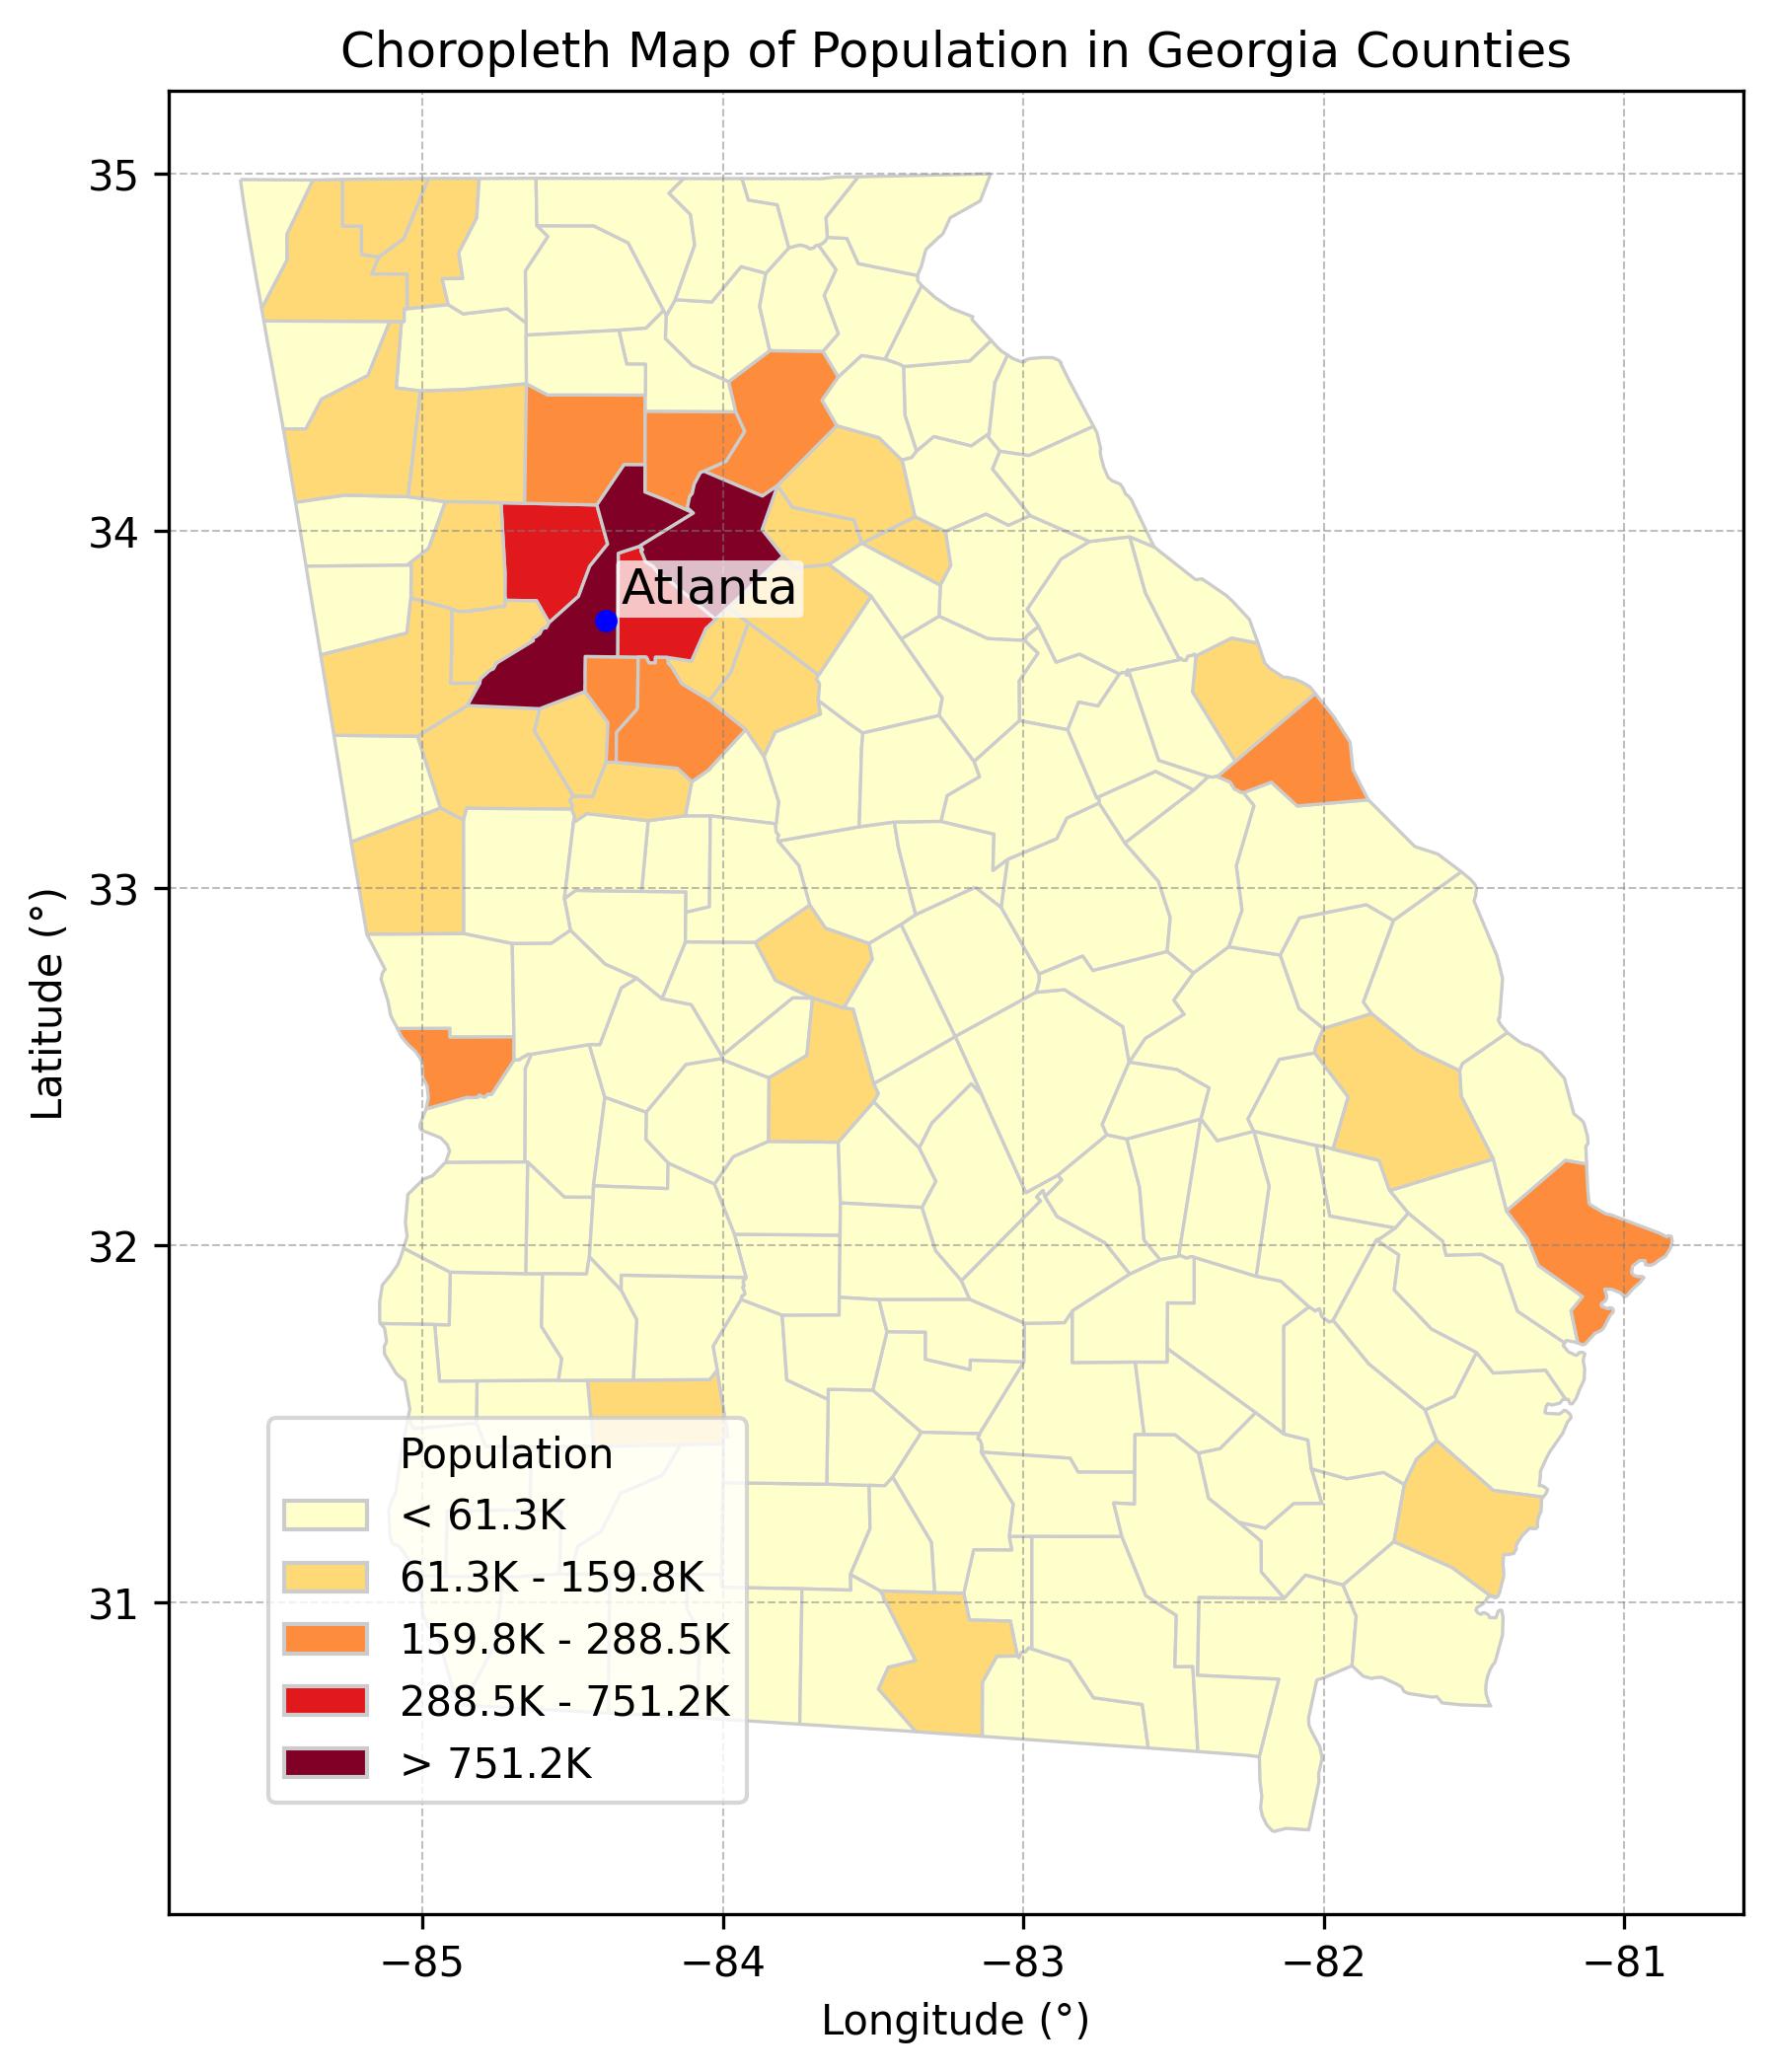 Choropleth Map of Population in Georgia Counties
35
34
33
32
31
Latitude (°)
Atlanta
Population
< 61.3K
61.3K - 159.8K
159.8K - 288.5K
288.5K - 751.2K
> 751.2K
−85 −84 −83 −82 −81
Longitude (°)